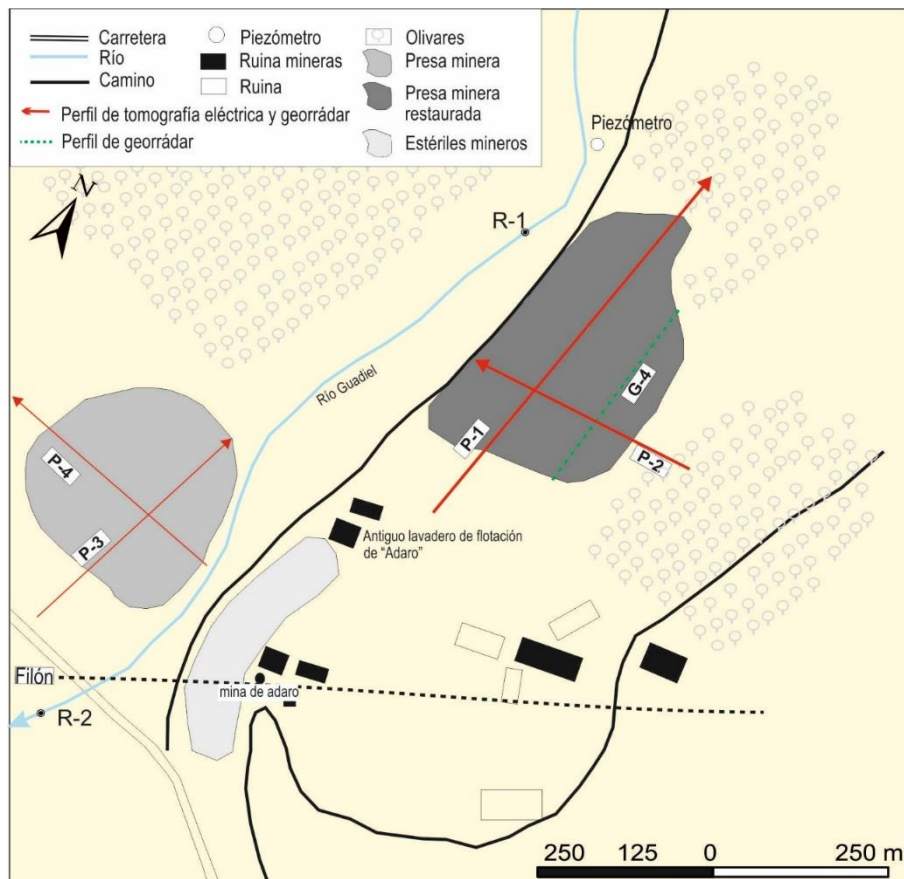 Carretera
Río
Camino
Piezómetro
Ruina mineras
Ruina
Olivares
Presa minera
Presa minera
restaurada
Estériles mineros
Perfil de tomografía eléctrica y georrádar
Perfil de georrádar
N
Piezómetro
R-1
Río Guadiel
G-4
P-1
P-2
P-4
P-3
Antiguo lavadero de flotación
de “Adaro”
Filón
mina de adaro
R-2
250 125 0 250 m